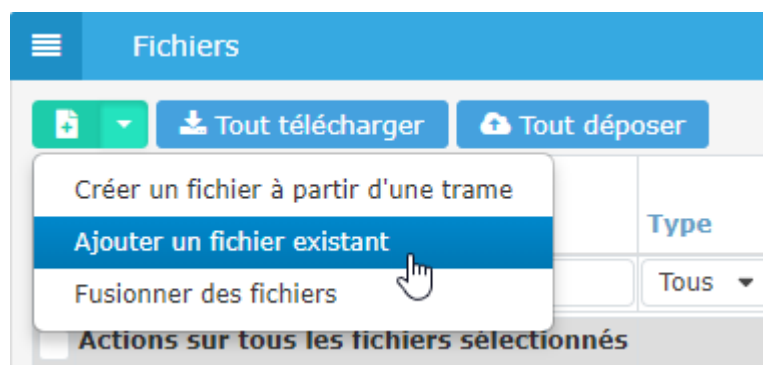 Fichiers
Tout télécharger Tout déposer
Créer un fichier à partir d'une trame
Type
Ajouter un fichier existant
Tous
Fusionner des fichiers
Actions sur tous les fichiers sélectionnés